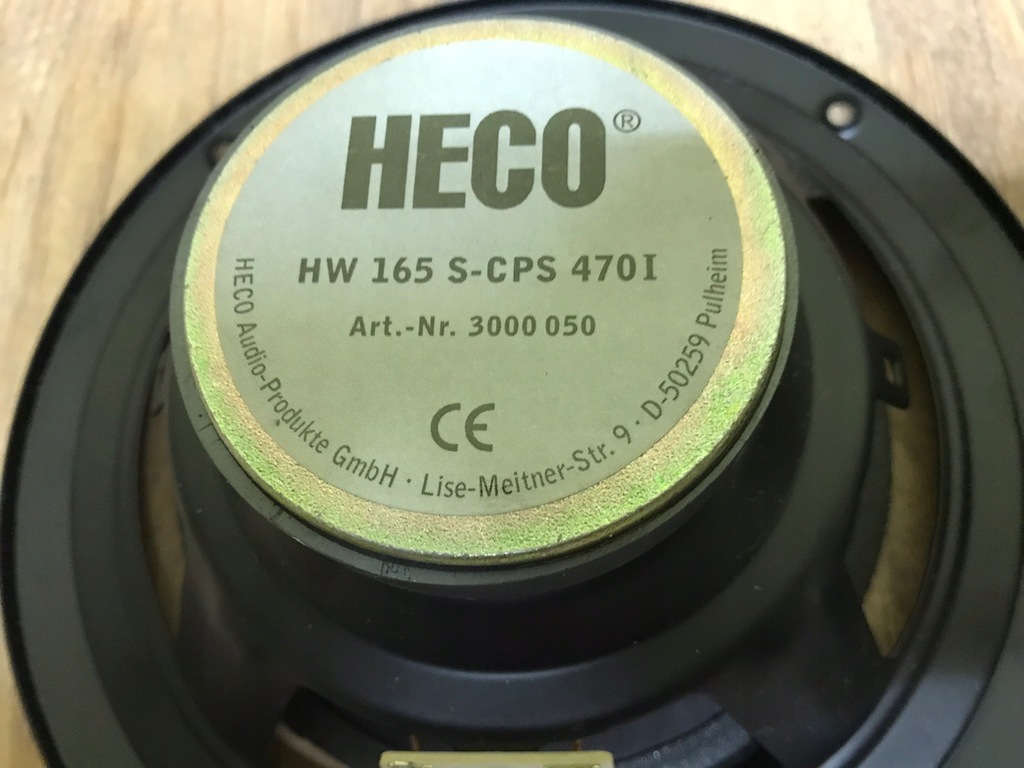 HECO®
HW 165 S-CPS 470I
Art.-Nr. 3000 050
CE
HECO Audio-Produkte GmbH · Lise-Meitner-Str. 9 · D-50259 Pulheim